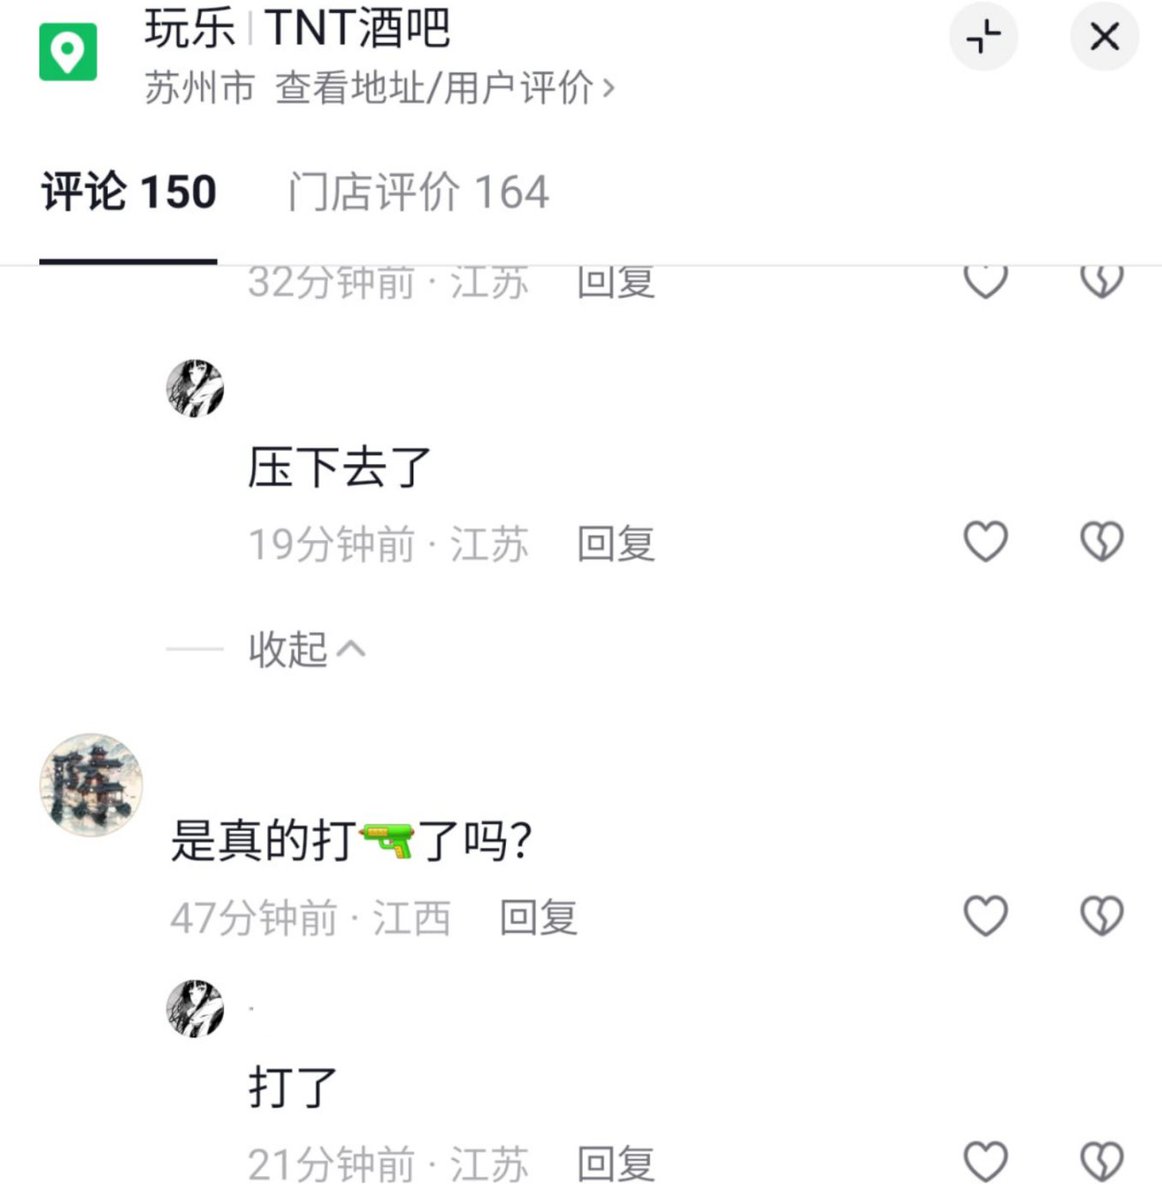 玩乐 | TNT酒吧
苏州市 查看地址/用户评价 >
评论 150 门店评价 164
32分钟前 · 江苏 回复
压下去了
19分钟前 · 江苏 回复
收起
陈
是真的打🔫了吗?
47分钟前 · 江西 回复
.
打了
21分钟前 · 江苏 回复